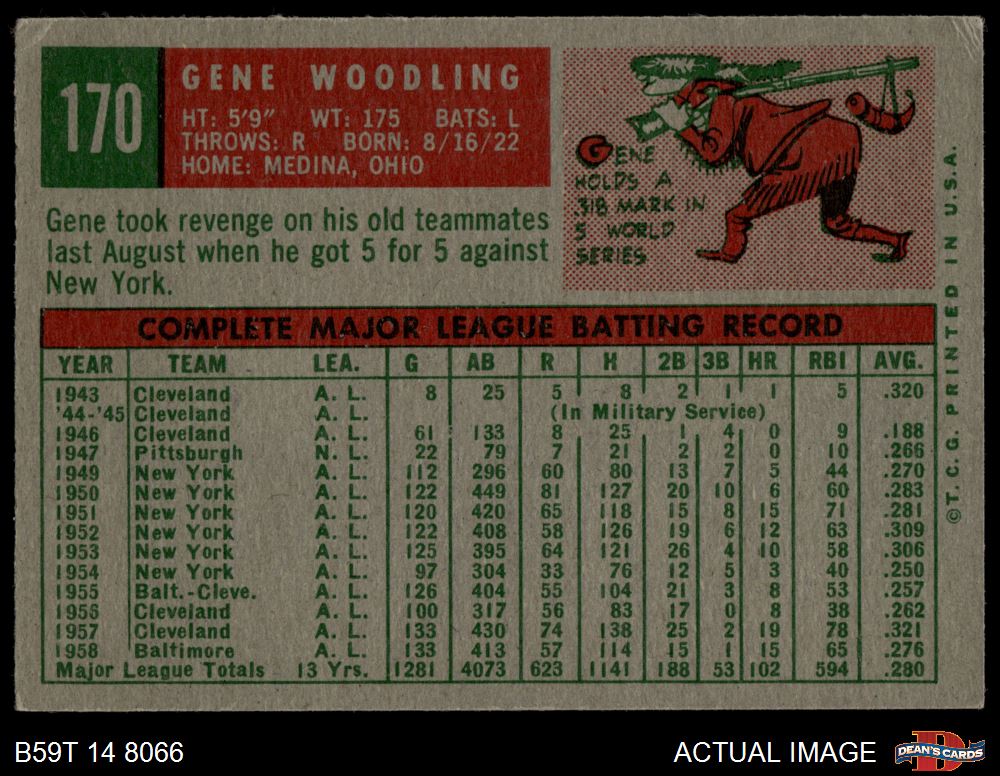 170
GENE WOODLING
HT: 5'9" WT: 175 BATS: L
THROWS: R BORN: 8/16/22
HOME: MEDINA, OHIO
GENE
HOLDS A
.318 MARK IN
5 WORLD
SERIES
Gene took revenge on his old teammates
last August when he got 5 for 5 against
New York.
COMPLETE MAJOR LEAGUE BATTING RECORD
YEAR TEAM LEA. G AB R H 2B 3B HR RBI AVG.
1943 Cleveland A. L. 8 25 5 8 2 1 1 5 .320
'44-'45 Cleveland A. L. (In Military Service)
1946 Cleveland A. L. 61 133 8 25 1 4 0 9 .188
1947 Pittsburgh N. L. 22 79 7 21 2 2 0 10 .266
1949 New York A. L. 112 296 60 80 13 7 5 44 .270
1950 New York A. L. 122 449 81 127 20 10 6 60 .283
1951 New York A. L. 120 420 65 118 15 8 15 71 .281
1952 New York A. L. 122 408 58 126 19 6 12 63 .309
1953 New York A. L. 125 395 64 121 26 4 10 58 .306
1954 New York A. L. 97 304 33 76 12 5 3 40 .250
1955 Balt.-Cleve. A. L. 126 404 55 104 21 3 8 53 .257
1956 Cleveland A. L. 100 317 56 83 17 0 8 38 .262
1957 Cleveland A. L. 133 430 74 138 25 2 19 78 .321
1958 Baltimore A. L. 133 413 57 114 15 1 15 65 .276
Major League Totals 13 Yrs. 1281 4073 623 1141 188 53 102 594 .280
©T. C. G. PRINTED IN U.S.A.
B59T 14 8066
ACTUAL IMAGE
D
DEAN'S CARDS